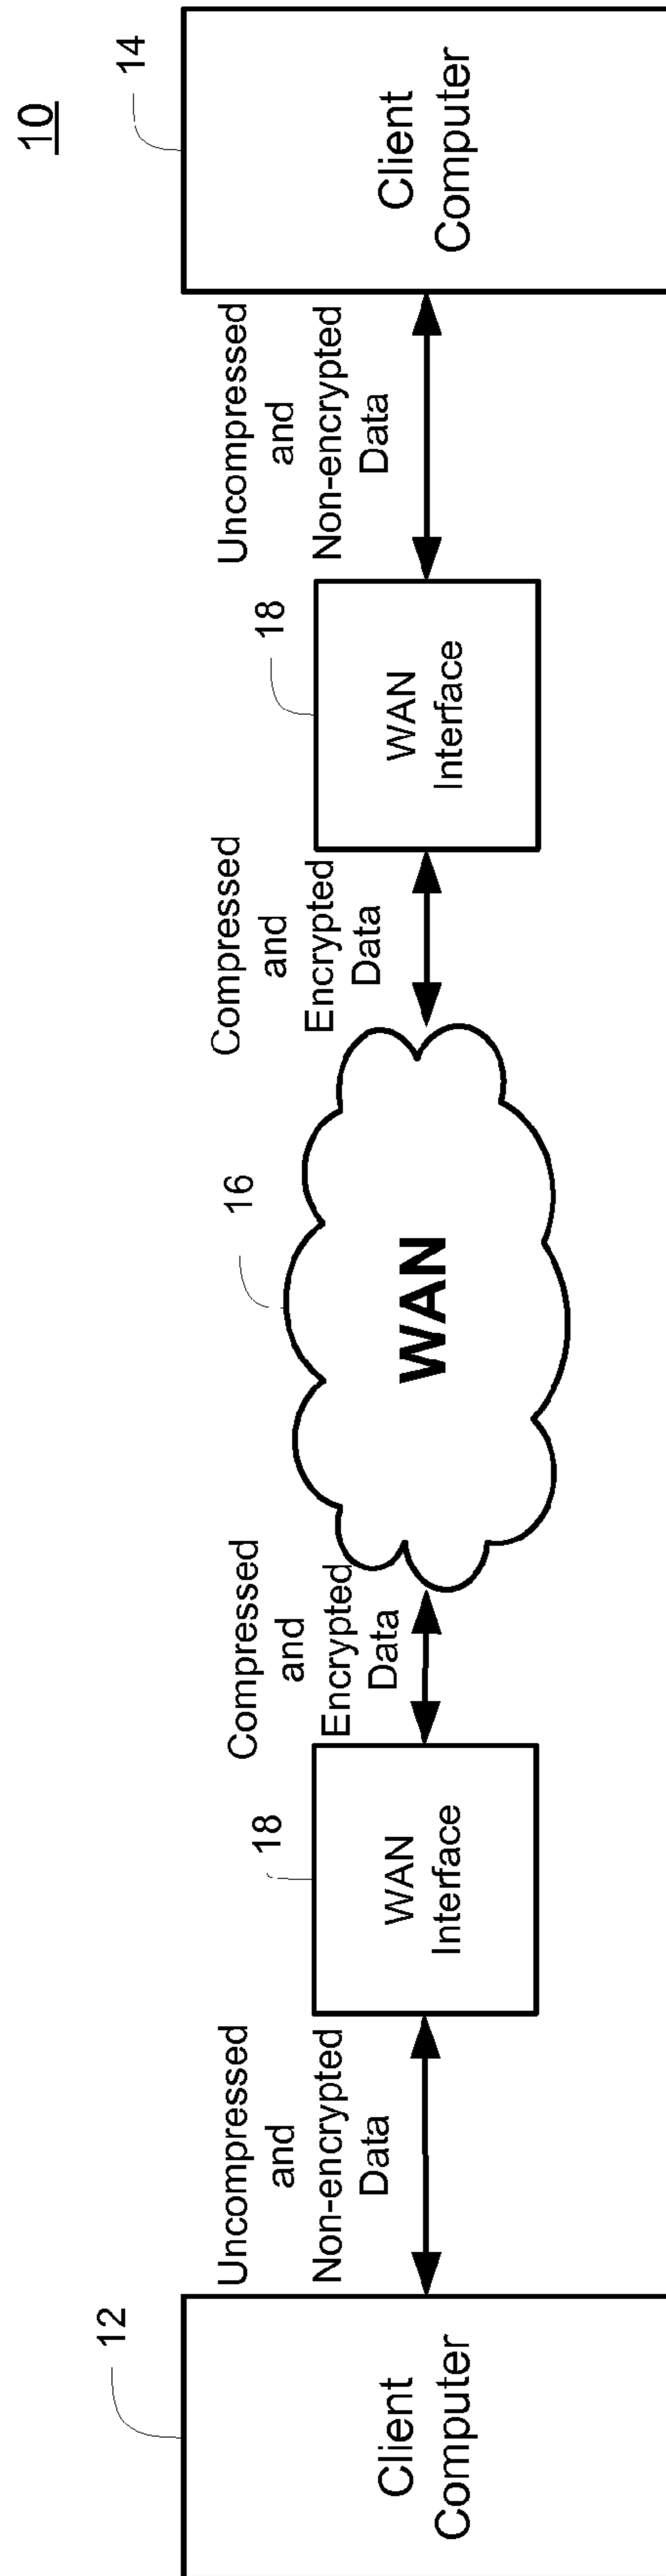 10
12
Client
Computer
Uncompressed
and
Non-encrypted
Data
18
WAN
Interface
Compressed
and
Encrypted
Data
16
WAN
Compressed
and
Encrypted
Data
18
WAN
Interface
Uncompressed
and
Non-encrypted
Data
14
Client
Computer